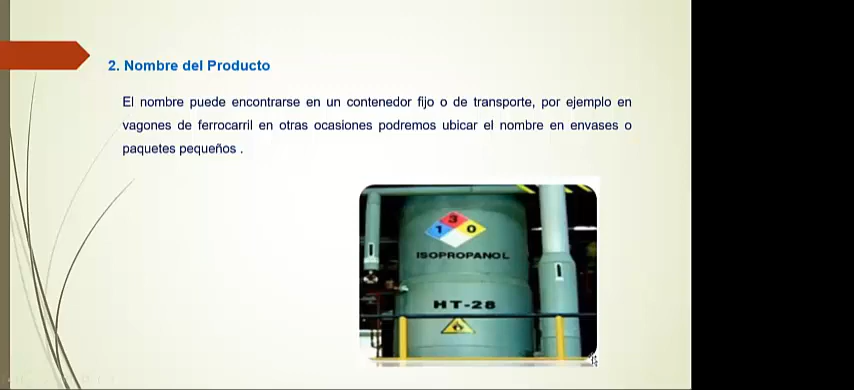 2. Nombre del Producto
El nombre puede encontrarse en un contenedor fijo o de transporte, por ejemplo en
vagones de ferrocarril en otras ocasiones podremos ubicar el nombre en envases o
paquetes pequeños .
3
1 0
ISOPROPANOL
HT-28